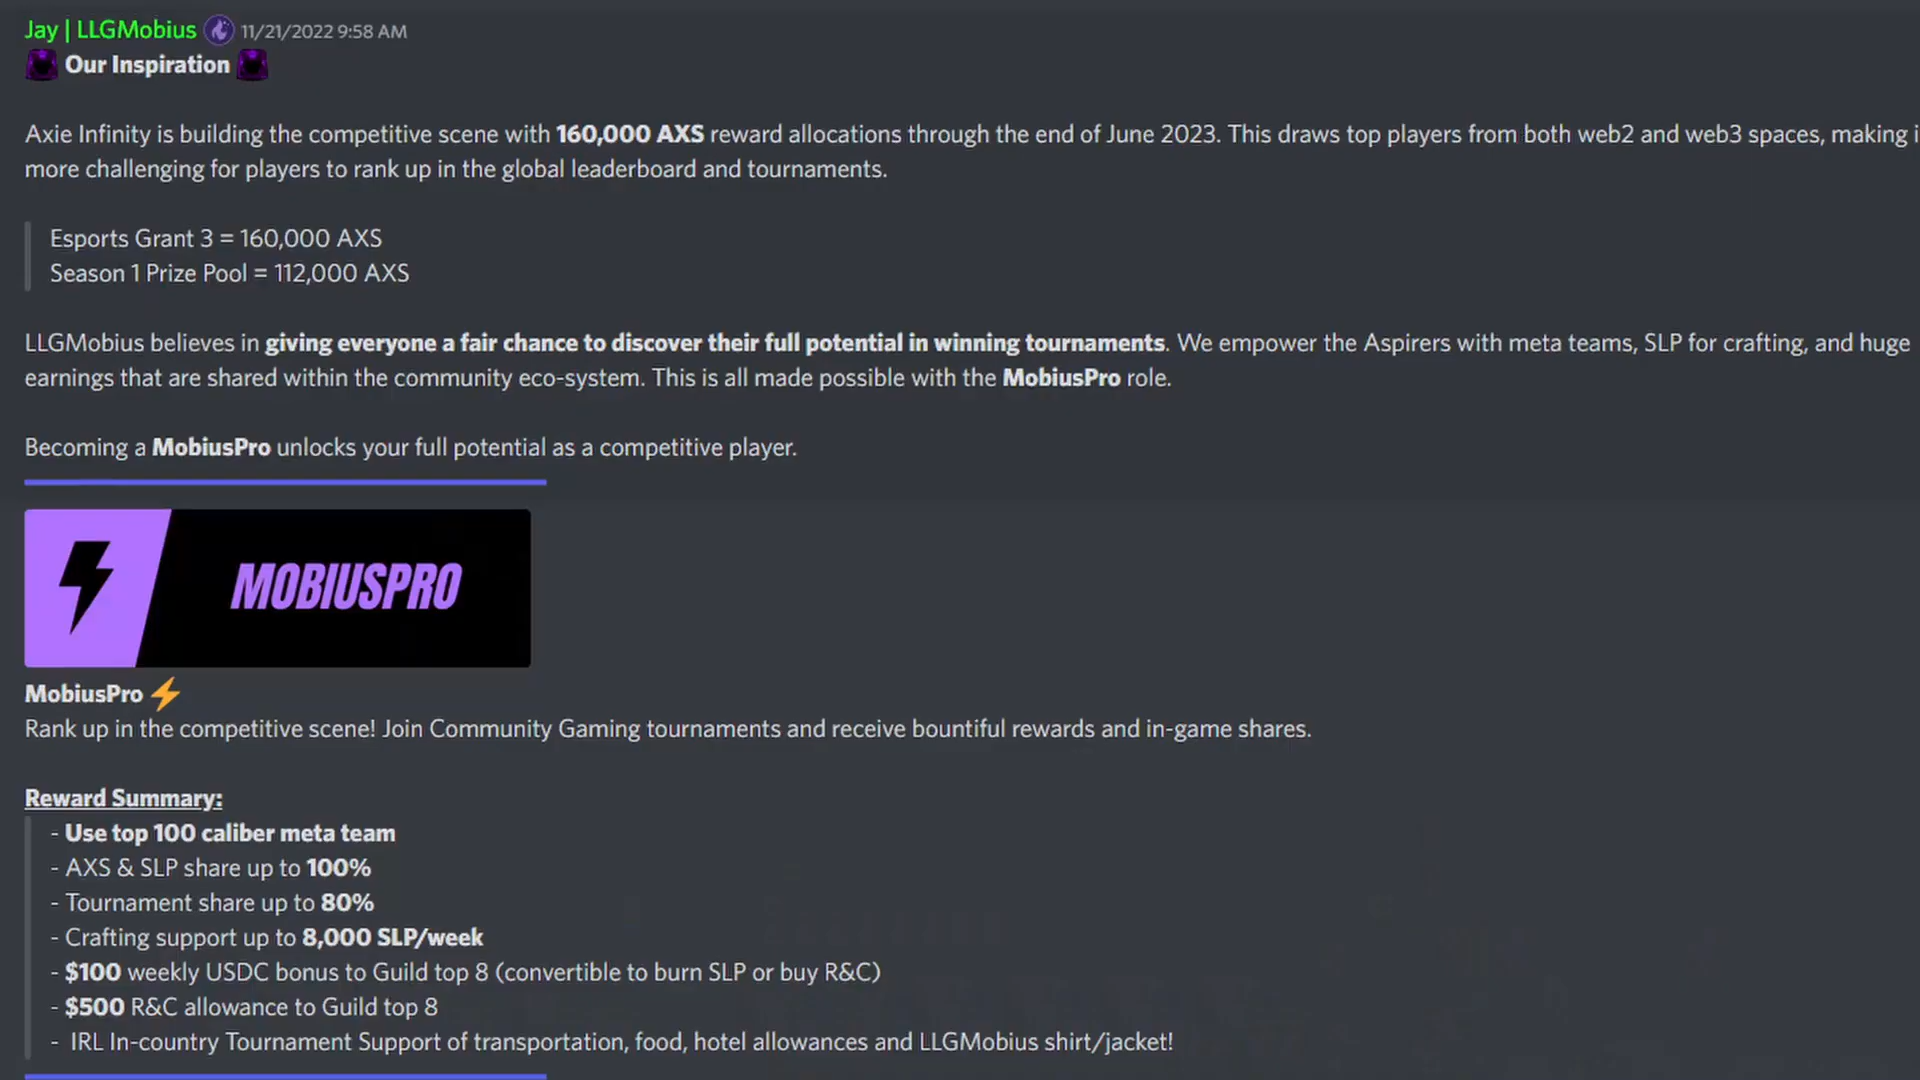 Jay | LLGMobius 11/21/2022 9:58 AM
Our Inspiration
Axie Infinity is building the competitive scene with 160,000 AXS reward allocations through the end of June 2023. This draws top players from both web2 and web3 spaces, making i
more challenging for players to rank up in the global leaderboard and tournaments.
Esports Grant 3 = 160,000 AXS
Season 1 Prize Pool = 112,000 AXS
LLGMobius believes in giving everyone a fair chance to discover their full potential in winning tournaments. We empower the Aspirers with meta teams, SLP for crafting, and huge
earnings that are shared within the community eco-system. This is all made possible with the MobiusPro role.
Becoming a MobiusPro unlocks your full potential as a competitive player.
MOBIUSPRO
MobiusPro ⚡
Rank up in the competitive scene! Join Community Gaming tournaments and receive bountiful rewards and in-game shares.
Reward Summary:
- Use top 100 caliber meta team
- AXS & SLP share up to 100%
- Tournament share up to 80%
- Crafting support up to 8,000 SLP/week
- $100 weekly USDC bonus to Guild top 8 (convertible to burn SLP or buy R&C)
- $500 R&C allowance to Guild top 8
- IRL In-country Tournament Support of transportation, food, hotel allowances and LLGMobius shirt/jacket!